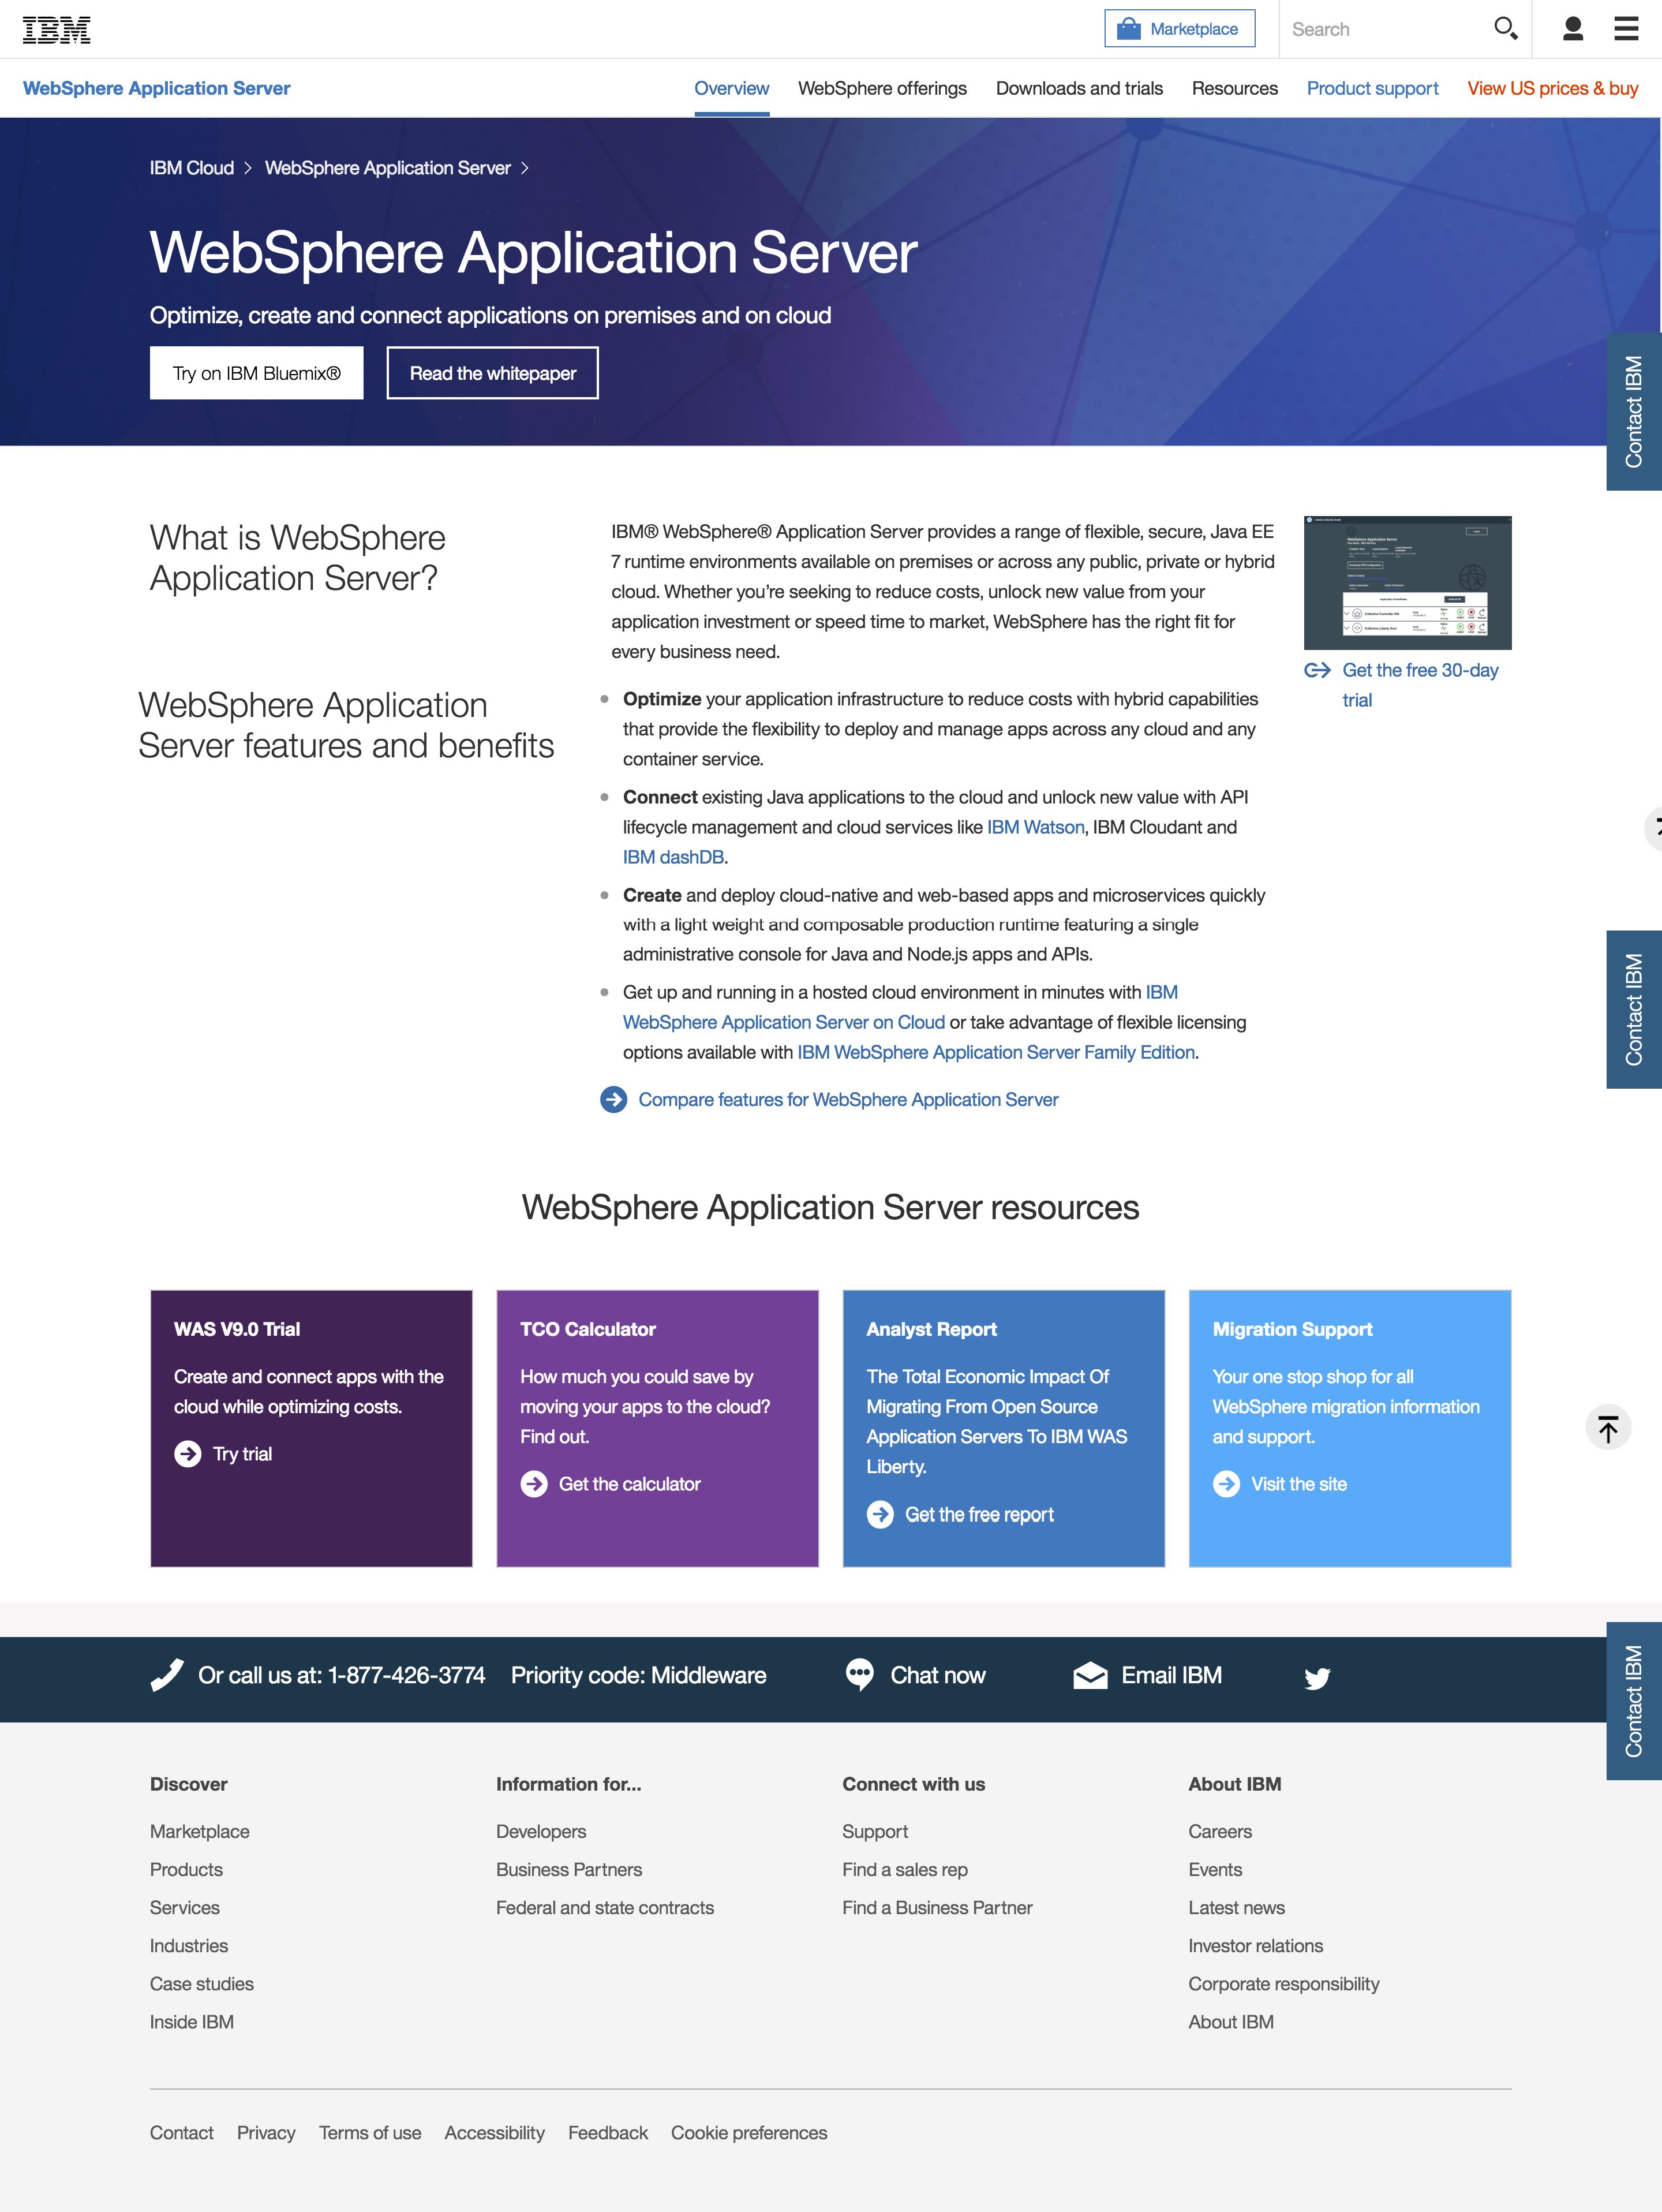 IBM
Marketplace
Search
WebSphere Application Server
Overview
WebSphere offerings
Downloads and trials
Resources
Product support
View US prices & buy
IBM Cloud
WebSphere Application Server
WebSphere Application Server
Optimize, create and connect applications on premises and on cloud
Try on IBM Bluemix®
Read the whitepaper
Contact IBM
What is WebSphere
Application Server?
IBM® WebSphere® Application Server provides a range of flexible, secure, Java EE
7 runtime environments available on premises or across any public, private or hybrid
cloud. Whether you’re seeking to reduce costs, unlock new value from your
application investment or speed time to market, WebSphere has the right fit for
every business need.
WebSphere Application Server
Get the free 30-day
trial
WebSphere Application
Server features and benefits
Optimize your application infrastructure to reduce costs with hybrid capabilities
that provide the flexibility to deploy and manage apps across any cloud and any
container service.
Connect existing Java applications to the cloud and unlock new value with API
lifecycle management and cloud services like IBM Watson, IBM Cloudant and
IBM dashDB.
Create and deploy cloud-native and web-based apps and microservices quickly
with a light weight and composable production runtime featuring a single
administrative console for Java and Node.js apps and APIs.
Get up and running in a hosted cloud environment in minutes with IBM
WebSphere Application Server on Cloud or take advantage of flexible licensing
options available with IBM WebSphere Application Server Family Edition.
Compare features for WebSphere Application Server
Contact IBM
WebSphere Application Server resources
WAS V9.0 Trial
Create and connect apps with the
cloud while optimizing costs.
Try trial
TCO Calculator
How much you could save by
moving your apps to the cloud?
Find out.
Get the calculator
Analyst Report
The Total Economic Impact Of
Migrating From Open Source
Application Servers To IBM WAS
Liberty.
Get the free report
Migration Support
Your one stop shop for all
WebSphere migration information
and support.
Visit the site
Or call us at: 1-877-426-3774
Priority code: Middleware
Chat now
Email IBM
Contact IBM
Discover
Marketplace
Products
Services
Industries
Case studies
Inside IBM
Information for...
Developers
Business Partners
Federal and state contracts
Connect with us
Support
Find a sales rep
Find a Business Partner
About IBM
Careers
Events
Latest news
Investor relations
Corporate responsibility
About IBM
Contact
Privacy
Terms of use
Accessibility
Feedback
Cookie preferences